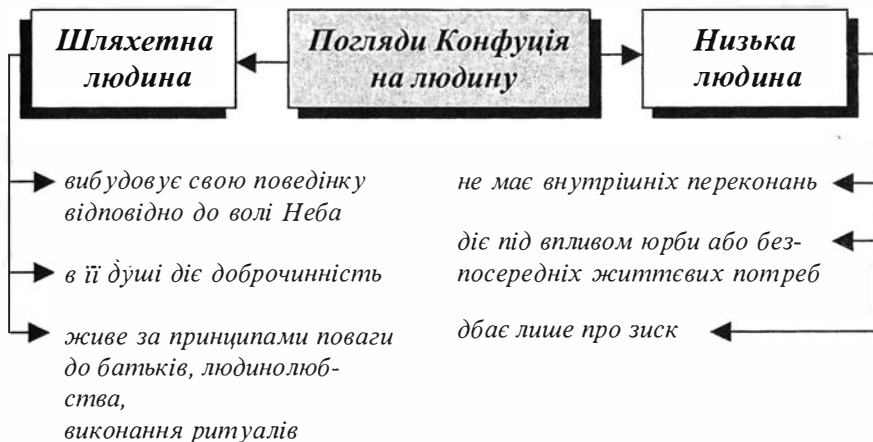 Шляхетна
людина
Погляди Конфуція
на людину
Низька
людина
вибудовує свою поведінку
відповідно до волі Неба
в її душі діє доброчинність
живе за принципами поваги
до батьків, людинолюб-
ства,
виконання ритуалів
не має внутрішніх переконань
діє під впливом юрби або без-
посередніх життєвих потреб
дбає лише про зиск